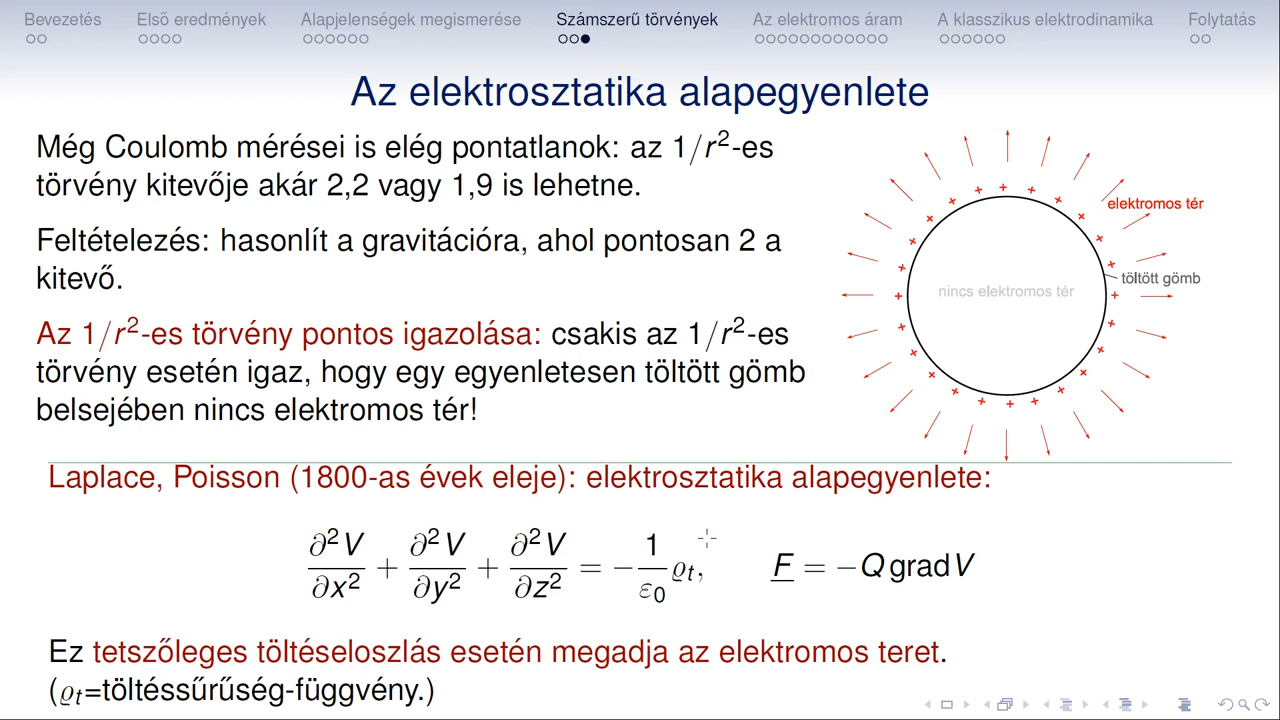 Bevezetés Első eredmények Alapjelenségek megismerése Számszerű törvények Az elektromos áram A klasszikus elektrodinamika Folytatás
Az elektrosztatika alapegyenlete
Még Coulomb mérései is elég pontatlanok: az 1/r²-es
törvény kitevője akár 2,2 vagy 1,9 is lehetne.
Feltételezés: hasonlít a gravitációra, ahol pontosan 2 a
kitevő.
Az 1/r²-es törvény pontos igazolása: csakis az 1/r²-es
törvény esetén igaz, hogy egy egyenletesen töltött gömb
belsejében nincs elektromos tér!
elektromos tér
töltött gömb
nincs elektromos tér
Laplace, Poisson (1800-as évek eleje): elektrosztatika alapegyenlete:
∂²V/∂x² + ∂²V/∂y² + ∂²V/∂z² = −1/ε₀ ϱₜ, F = −Q grad V
Ez tetszőleges töltéseloszlás esetén megadja az elektromos teret.
(ϱₜ=töltéssűrűség-függvény.)